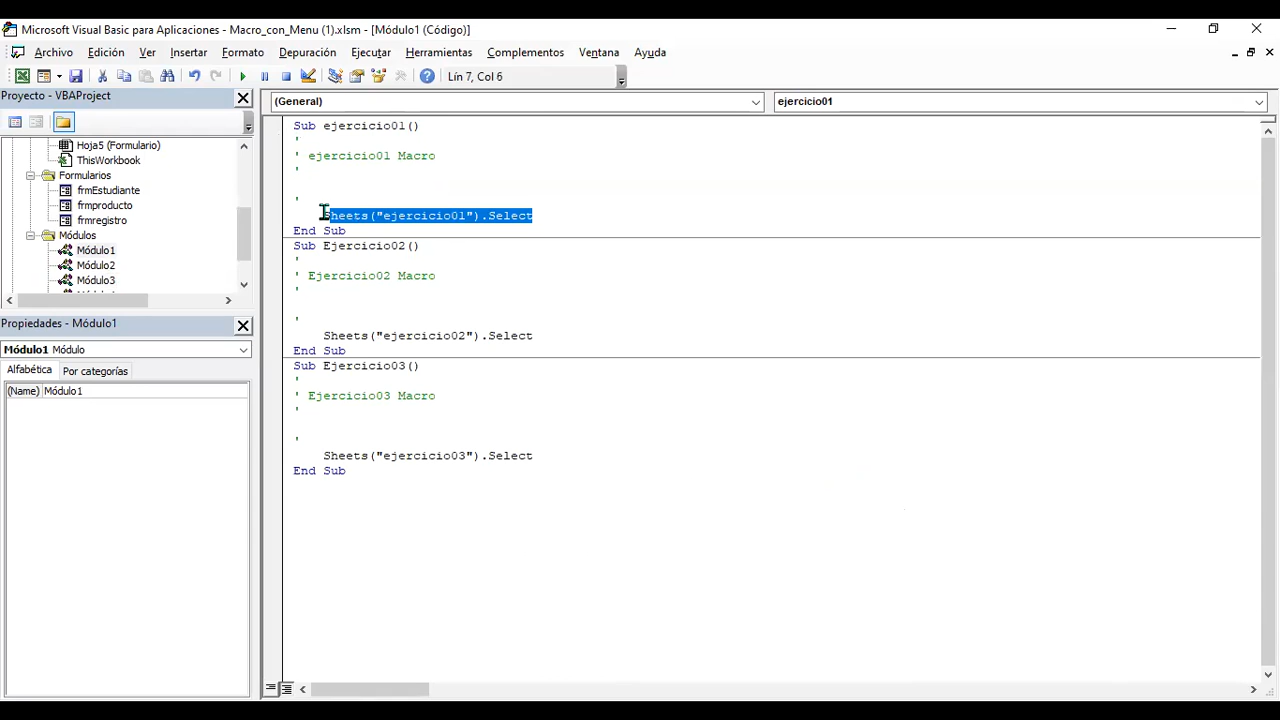 Microsoft Visual Basic para Aplicaciones - Macro_con_Menu (1).xlsm - [Módulo1 (Código)]
Archivo Edición Ver Insertar Formato Depuración Ejecutar Herramientas Complementos Ventana Ayuda
Lín 7, Col 6
Proyecto - VBAProject
Hoja5 (Formulario)
ThisWorkbook
Formularios
frmEstudiante
frmproducto
frmregistro
Módulos
Módulo1
Módulo2
Módulo3
Propiedades - Módulo1
Módulo1 Módulo
Alfabética Por categorías
(Name) Módulo1
(General) ejercicio01
Sub ejercicio01()
'
' ejercicio01 Macro
'
'
Sheets("ejercicio01").Select
End Sub
Sub Ejercicio02()
'
' Ejercicio02 Macro
'
'
Sheets("ejercicio02").Select
End Sub
Sub Ejercicio03()
'
' Ejercicio03 Macro
'
'
Sheets("ejercicio03").Select
End Sub